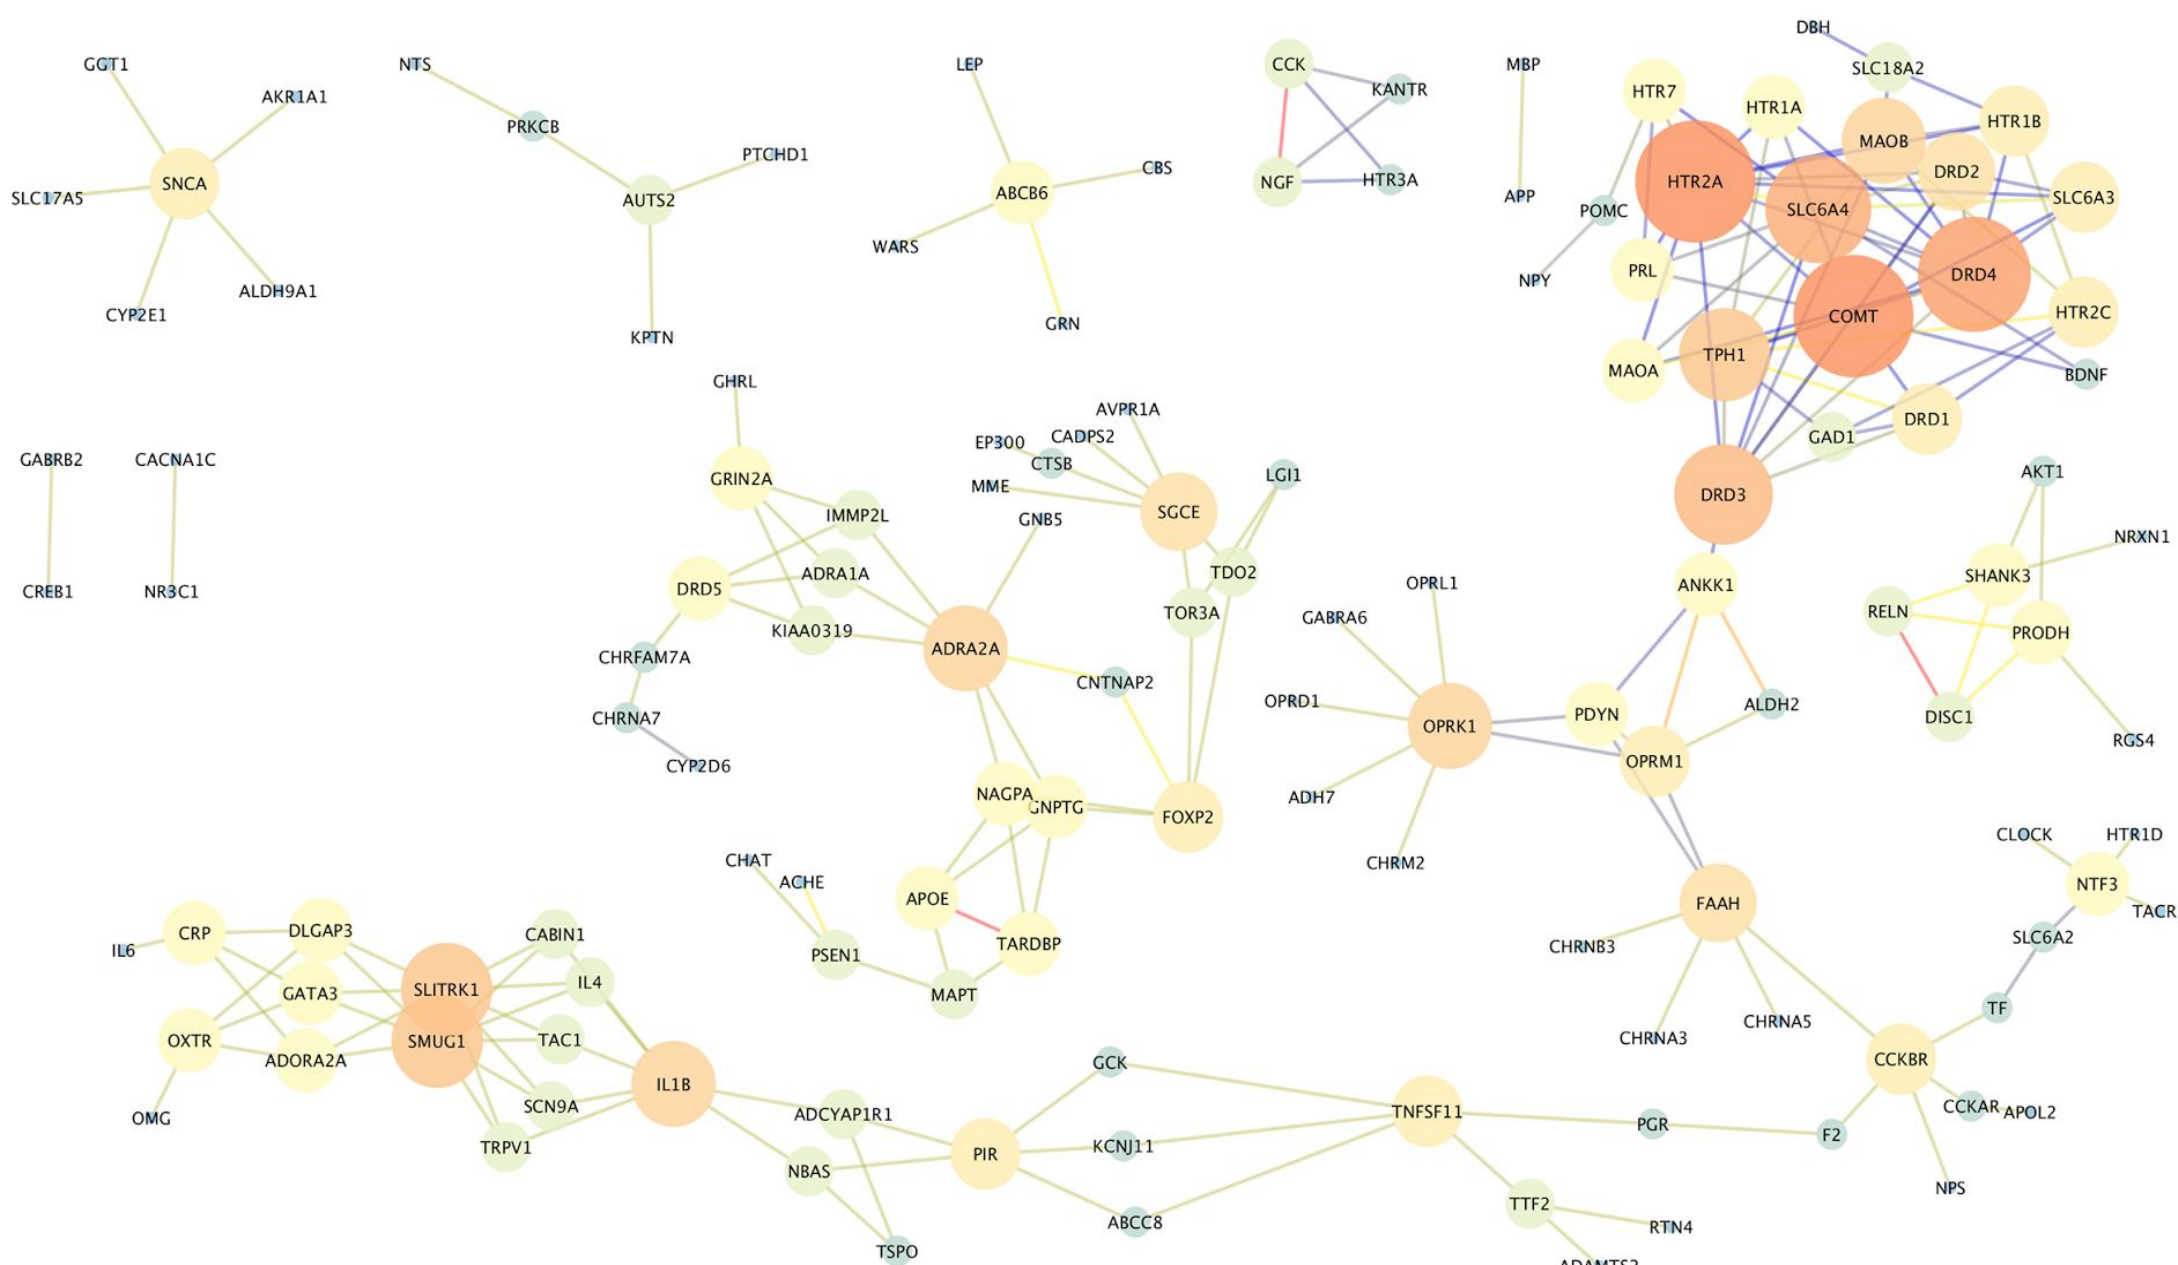 DBH
GGT1
NTS
LEP
CCK
MBP
SLC18A2
KANTR
HTR7
AKR1A1
HTR1A
HTR1B
PRKCB
MAOB
PTCHD1
CBS
DRD2
SNCA
NGF
HTR3A
HTR2A
ABCB6
APP
SLC17A5
AUTS2
SLC6A4
SLC6A3
POMC
WARS
PRL
DRD4
NPY
ALDH9A1
CYP2E1
GRN
COMT
HTR2C
KPTN
TPH1
MAOA
BDNF
GHRL
AVPR1A
DRD1
CADPS2
EP300
GAD1
GABRB2
CACNA1C
CTSB
GRIN2A
LGI1
AKT1
MME
DRD3
SGCE
IMMP2L
GNB5
NRXN1
ADRA1A
TDO2
SHANK3
DRD5
OPRL1
ANKK1
CREB1
NR3C1
TOR3A
GABRA6
RELN
KIAA0319
PRODH
ADRA2A
CHRFAM7A
CNTNAP2
OPRD1
ALDH2
CHRNA7
PDYN
DISC1
OPRK1
RGS4
CYP2D6
OPRM1
NAGPA
ADH7
GNPTG
FOXP2
CLOCK
HTR1D
CHAT
CHRM2
ACHE
NTF3
APOE
FAAH
TACR
CRP
DLGAP3
CABIN1
SLC6A2
TARDBP
CHRNB3
IL6
PSEN1
IL4
SLITRK1
GATA3
MAPT
TF
CHRNA5
OXTR
SMUG1
TAC1
CHRNA3
ADORA2A
CCKBR
GCK
IL1B
SCN9A
CCKAR
APOL2
TNFSF11
OMG
ADCYAP1R1
PGR
F2
TRPV1
KCNJ11
PIR
NBAS
NPS
TTF2
ABCC8
RTN4
TSPO